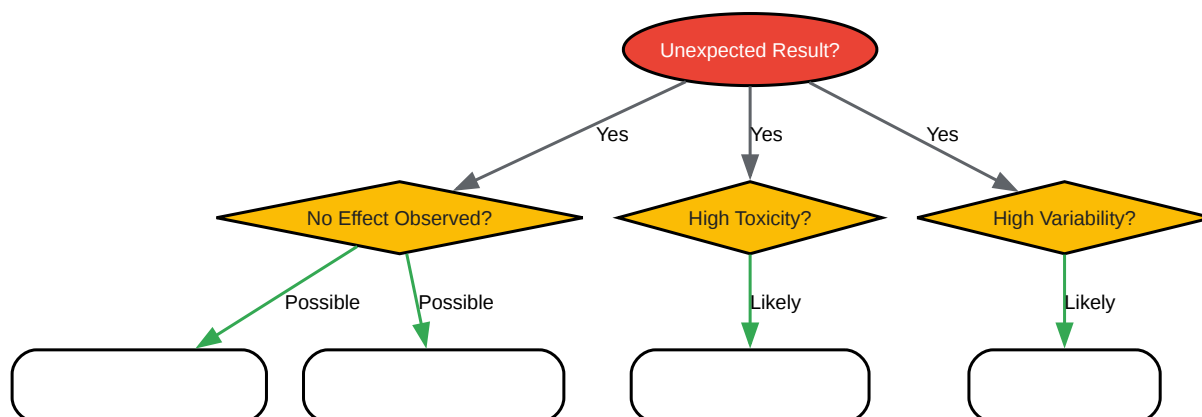 Unexpected Result?
Yes
Yes
Yes
No Effect Observed?
High Toxicity?
High Variability?
Possible
Possible
Likely
Likely